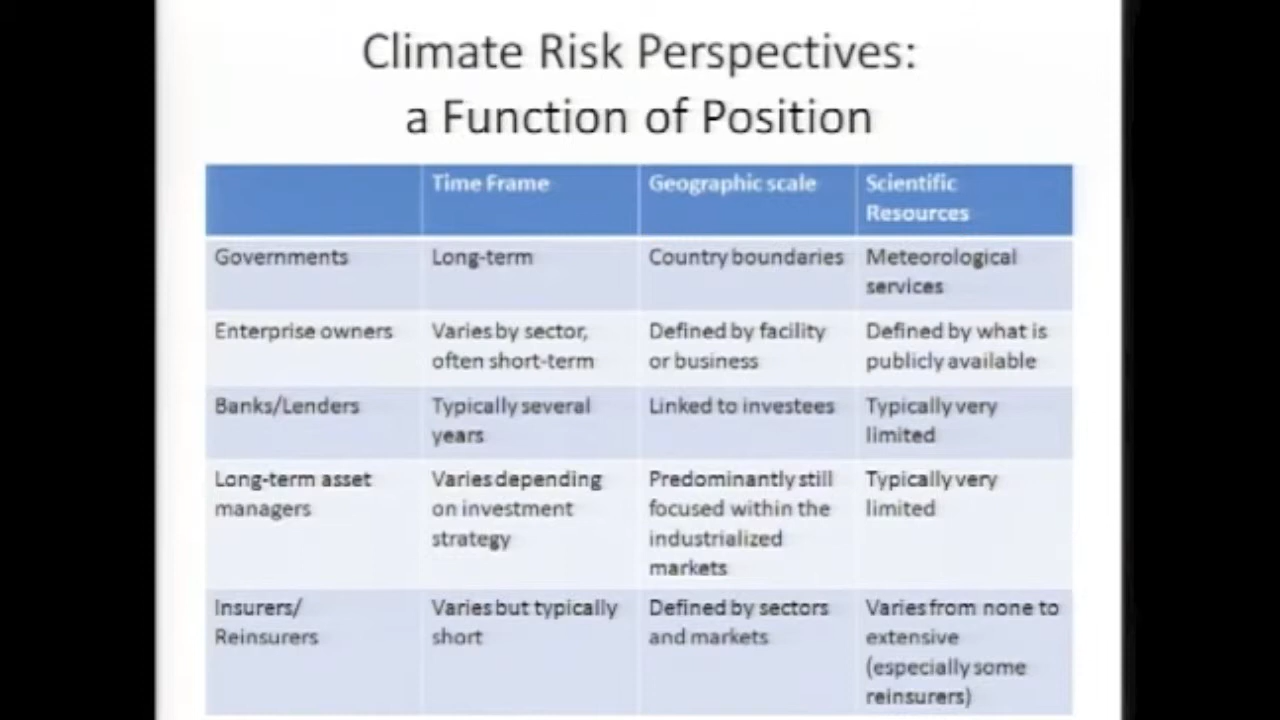 Climate Risk Perspectives:
a Function of Position
Time Frame
Geographic scale
Scientific
Resources
Governments
Long-term
Country boundaries
Meteorological
services
Enterprise owners
Varies by sector,
often short-term
Defined by facility
or business
Defined by what is
publicly available
Banks/Lenders
Typically several
years
Linked to investees
Typically very
limited
Long-term asset
managers
Varies depending
on investment
strategy
Predominantly still
focused within the
industrialized
markets
Typically very
limited
Insurers/
Reinsurers
Varies but typically
short
Defined by sectors
and markets
Varies from none to
extensive
(especially some
reinsurers)